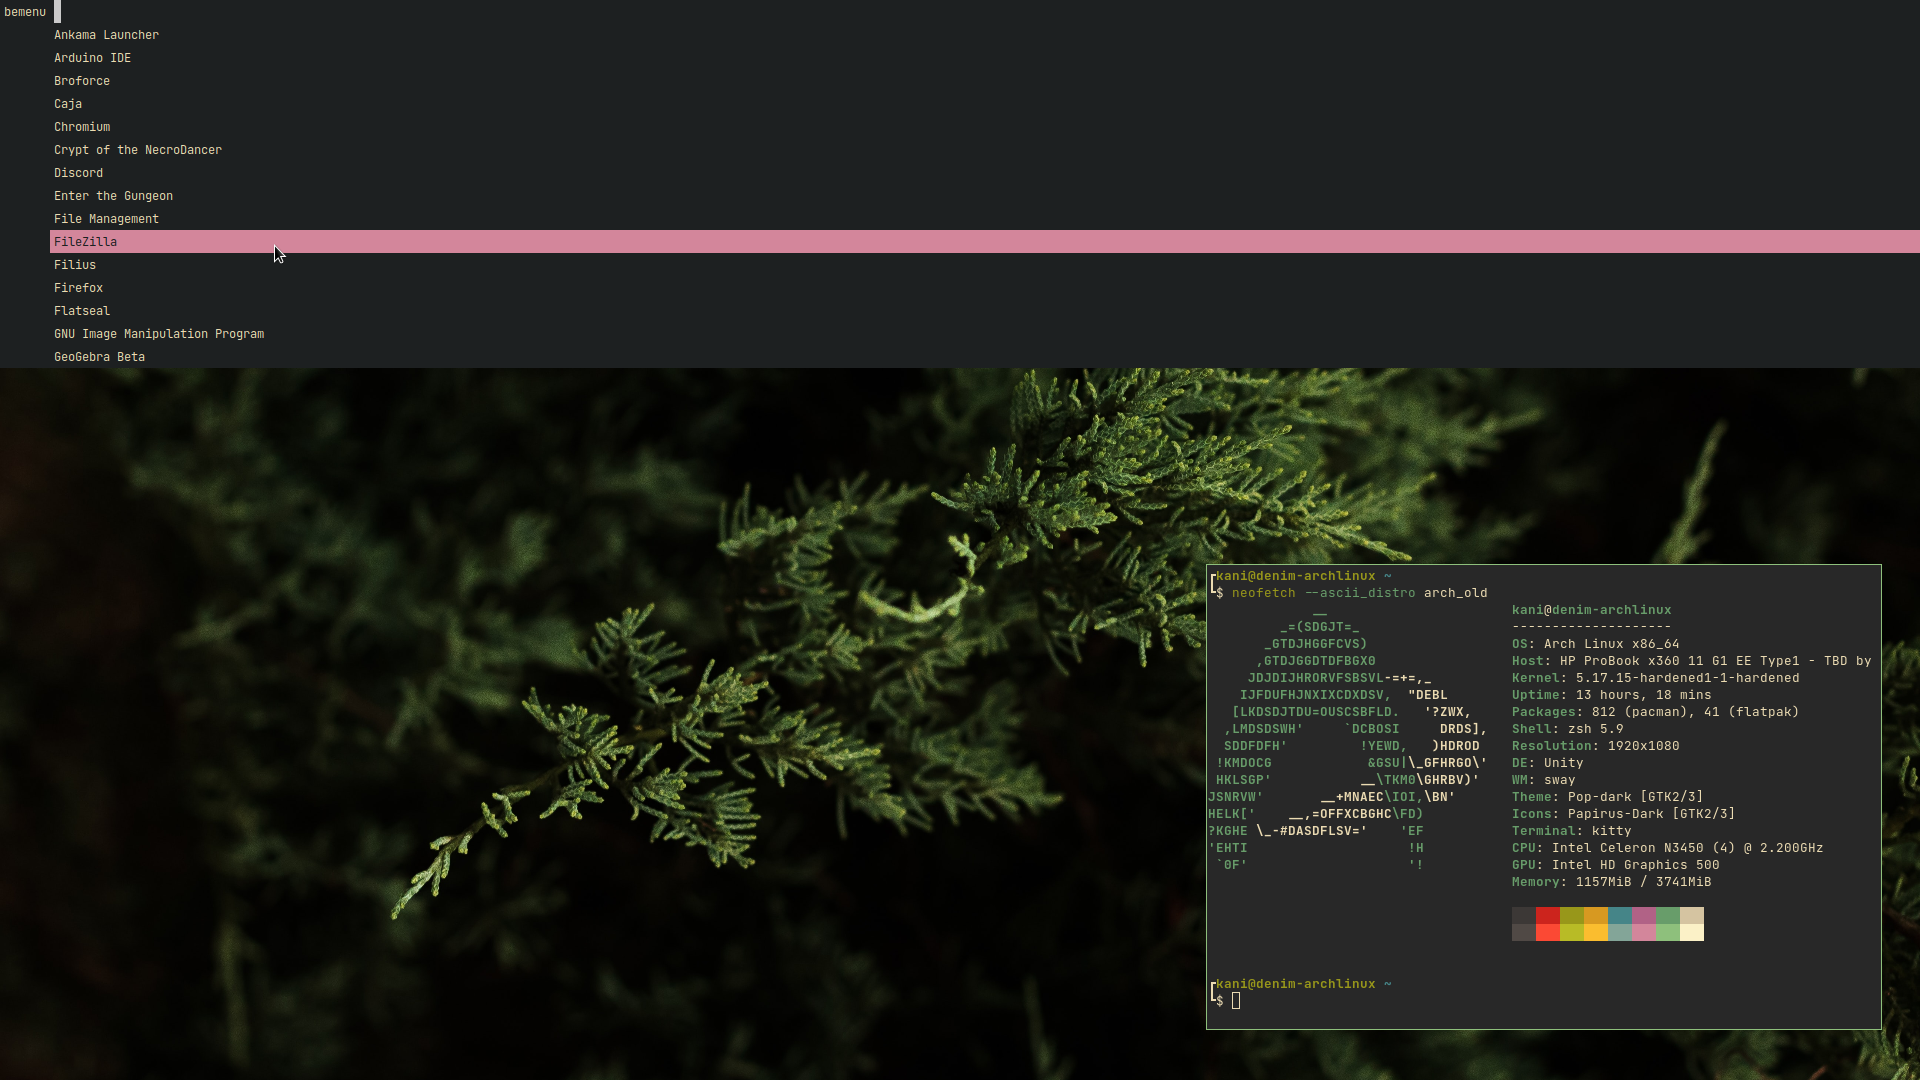 bemenu
Ankama Launcher
Arduino IDE
Broforce
Caja
Chromium
Crypt of the NecroDancer
Discord
Enter the Gungeon
File Management
FileZilla
Filius
Firefox
Flatseal
GNU Image Manipulation Program
GeoGebra Beta
kani@denim-archlinux ~
$ neofetch --ascii_distro arch_old
__ kani@denim-archlinux
_=(SDGJT=_ --------------------
_GTDJHGGFCVS) OS: Arch Linux x86_64
,GTDJGGDTDFBGX0 Host: HP ProBook x360 11 G1 EE Type1 - TBD by
JDJDIJHRORVFSBSVL-=+=,_ Kernel: 5.17.15-hardened1-1-hardened
IJFDUFHJNXIXCDXDSV, "DEBL Uptime: 13 hours, 18 mins
[LKDSDJTDU=OUSCSBFLD. '?ZWX, Packages: 812 (pacman), 41 (flatpak)
,LMDSDSWH' `DCBOSI DRDS], Shell: zsh 5.9
SDDFDFH' !YEWD, )HDROD Resolution: 1920x1080
!KMDOCG &GSU|\_GFHRGO\' DE: Unity
HKLSGP' __\TKM0\GHRBV)' WM: sway
JSNRVW' __+MNAEC\IOI,\BN' Theme: Pop-dark [GTK2/3]
HELK[' __,=OFFXCBGHC\FD) Icons: Papirus-Dark [GTK2/3]
?KGHE \_-#DASDFLSV=' 'EF Terminal: kitty
'EHTI !H CPU: Intel Celeron N3450 (4) @ 2.200GHz
`0F' '! GPU: Intel HD Graphics 500
Memory: 1157MiB / 3741MiB
kani@denim-archlinux ~
$